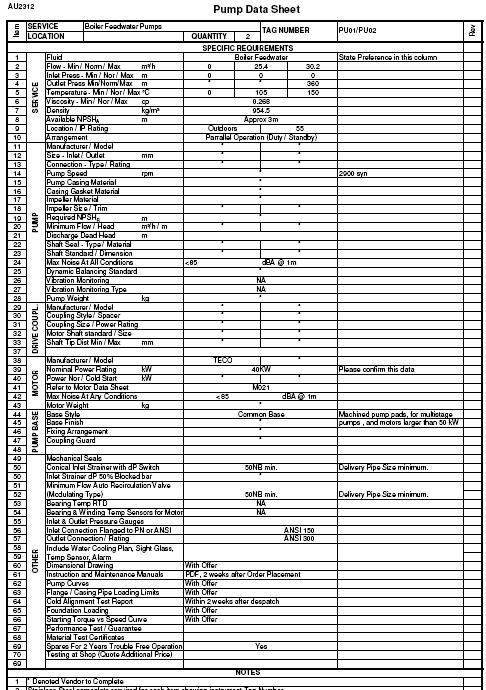 AU2312
Pump Data Sheet
Item SERVICE Boiler Feedwater Pumps TAG NUMBER PU01/PU02 Rev
LOCATION QUANTITY 2
SPECIFIC REQUIREMENTS
SERVICE
1 Fluid Boiler Feedwater State Preference in this column
2 Flow - Min / Norm / Max m³/h 0 25.4 30.2
3 Inlet Press - Min / Nor / Max m 0 0 0
4 Outlet Press Min/Norm/Max m * * 360
5 Temperature - Min / Nor / Max °C 0 105 150
6 Viscosity - Min / Nor / Max cp 0.268
7 Density kg/m³ 954.5
8 Available NPSHA m Approx 3m
9 Location / IP Rating Outdoors 55
10 Arrangement Parrallel Operation (Duty / Standby)
PUMP
11 Manufacturer / Model * *
12 Size - Inlet / Outlet mm * *
13 Connection - Type / Rating * *
14 Pump Speed rpm * 2900 syn
15 Pump Casing Material *
16 Casing Gasket Material *
17 Impeller Material *
18 Impeller Size / Trim * *
19 Required NPSHR m *
20 Minimum Flow / Head m³/h / m * *
21 Discharge Dead Head m
22 Shaft Seal - Type / Material * *
23 Shaft Standard / Dimension * *
24 Max Noise At All Conditions <85 dBA @ 1m
25 Dynamic Balancing Standard *
26 Vibration Monitoring NA
27 Vibration Monitoring Type NA
28 Pump Weight kg *
DRIVE COUPL.
29 Manufacturer / Model * *
30 Coupling Style / Spacer * *
31 Coupling Size / Power Rating * *
32 Motor Shaft standard / Size * *
33 Shaft Tip Dist Min / Max mm * *
37
MOTOR
38 Manufacturer / Model TECO *
39 Nominal Power Rating kW 40KW Please confirm this data
40 Power Nor / Cold Start kW * *
41 Refer to Motor Data Sheet M021
42 Max Noise At Any Conditions <85 dBA @ 1m
43 Motor Weight kg *
PUMP BASE
44 Base Style Common Base Machined pump pads, for multistage
45 Base Finish * pumps , and motors larger than 50 kW
46 Fixing Arrangement *
47 Coupling Guard *
48
OTHER
49 Mechanical Seals
50 Conical Inlet Strainer with dP Switch 50NB min. Delivery Pipe Size minimum.
50 Inlet Strainer dP 50% Blocked bar *
51 Minimum Flow Auto Recirculation Valve
52 (Modulating Type) 50NB min. Delivery Pipe Size minimum.
53 Bearing Temp RTD NA
54 Bearing & Winding Temp Sensors for Motor NA
55 Inlet & Outlet Pressure Gauges
56 Inlet Connection Flanged to PN or ANSI ANSI 150
57 Outlet Connection / Rating ANSI 300
58 Include Water Cooling Plan, Sight Glass,
59 Temp Sensor, Alarm
60 Dimensional Drawing With Offer
61 Instruction and Maintenance Manuals PDF, 2 weeks after Order Placement
62 Pump Curves With Offer
63 Flange / Casing Pipe Loading Limits With Offer
64 Cold Alignment Test Report Within 2 weeks after despatch
65 Foundation Loading With Offer
66 Starting Torque vs Speed Curve With Offer
67 Performance Test / Guarantee
68 Material Test Certificates
69 Spares For 2 Years Trouble Free Operation Yes
70 Testing at Shop (Quote Additional Price)
69
NOTES
1 * Denoted Vendor to Complete